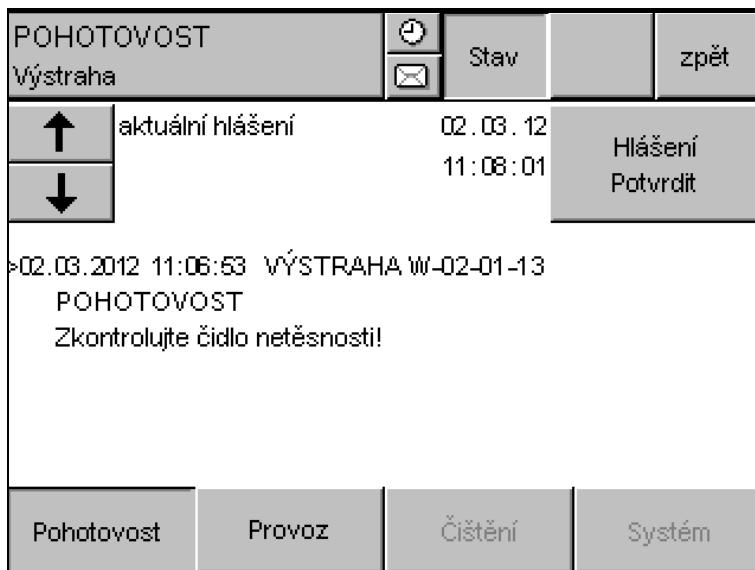 POHOTOVOST
Výstraha
Stav
zpět
aktuální hlášení
02.03.12
11:08:01
Hlášení
Potvrdit
>02.03.2012 11:06:53 VÝSTRAHA W-02-01-13
POHOTOVOST
Zkontrolujte čidlo netěsnosti!
Pohotovost
Provoz
Čištění
Systém